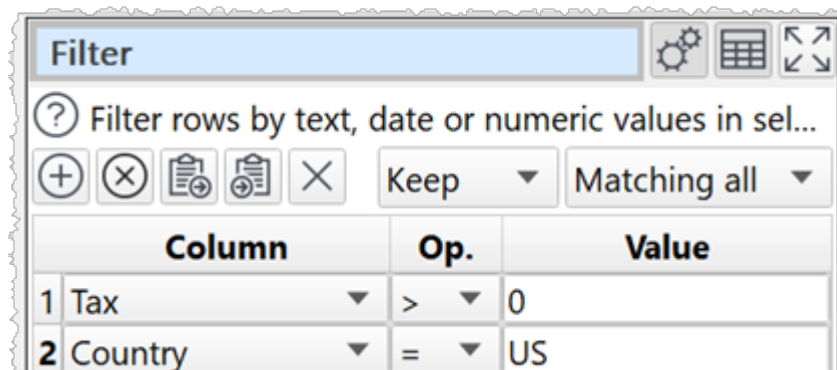 Filter
Filter rows by text, date or numeric values in sel...
Keep Matching all
Column Op. Value
1 Tax > 0
2 Country = US